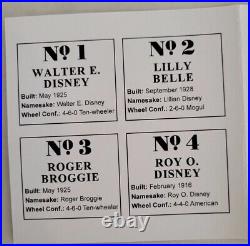 Nº 1
WALTER E.
DISNEY
Built: May 1925
Namesake: Walter E. Disney
Wheel Conf.: 4-6-0 Ten-wheeler
Nº 2
LILLY
BELLE
Built: September 1928
Namesake: Lillian Disney
Wheel Conf.: 2-6-0 Mogul
Nº 3
ROGER
BROGGIE
Built: May 1925
Namesake: Roger Broggie
Wheel Conf.: 4-6-0 Ten-wheeler
Nº 4
ROY O.
DISNEY
Built: February 1916
Namesake: Roy O. Disney
Wheel Conf.: 4-4-0 American